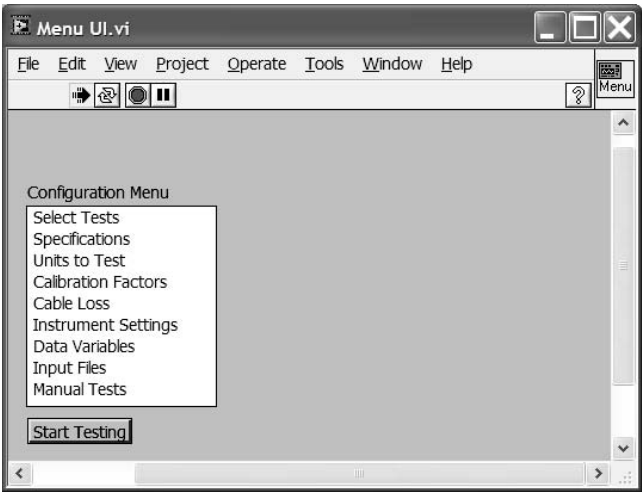 Menu UI.vi
File Edit View Project Operate Tools Window Help
Menu
?
Configuration Menu
Select Tests
Specifications
Units to Test
Calibration Factors
Cable Loss
Instrument Settings
Data Variables
Input Files
Manual Tests
Start Testing